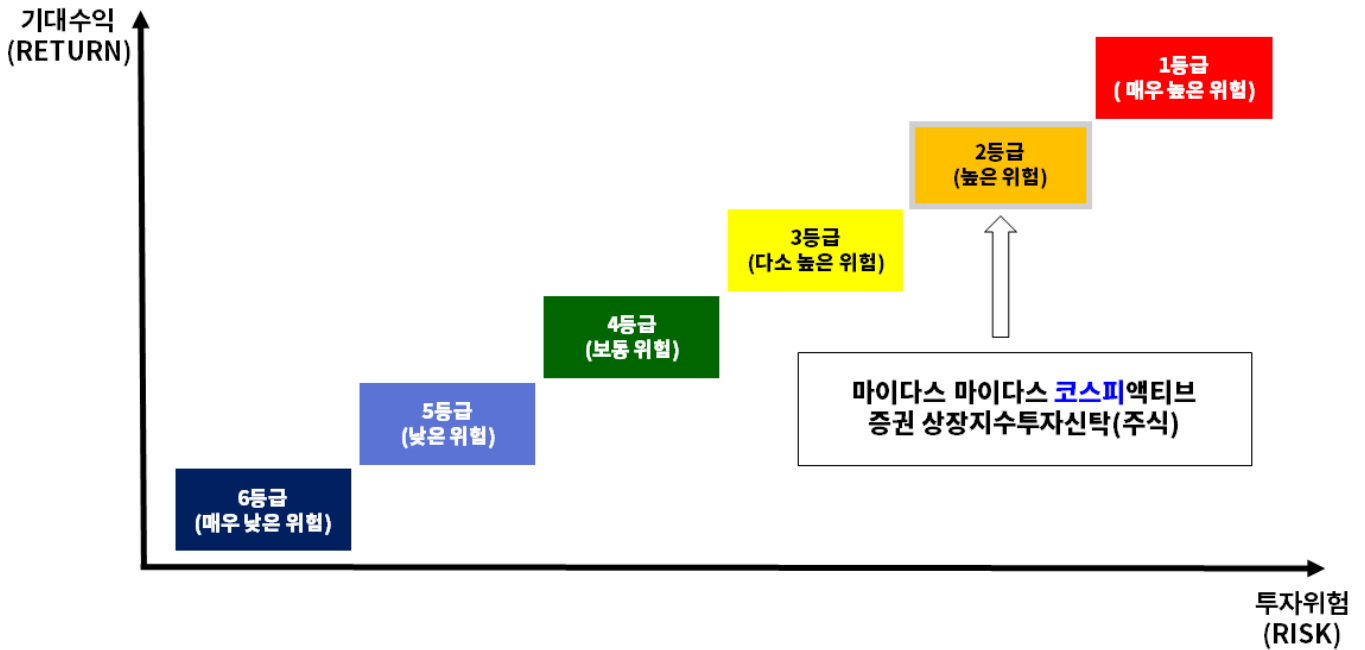 기대수익
(RETURN)
1등급
( 매우 높은 위험)
2등급
(높은 위험)
3등급
(다소 높은 위험)
4등급
(보통 위험)
마이다스 마이다스 코스피액티브
증권 상장지수투자신탁(주식)
5등급
(낮은 위험)
6등급
(매우 낮은 위험)
투자위험
(RISK)